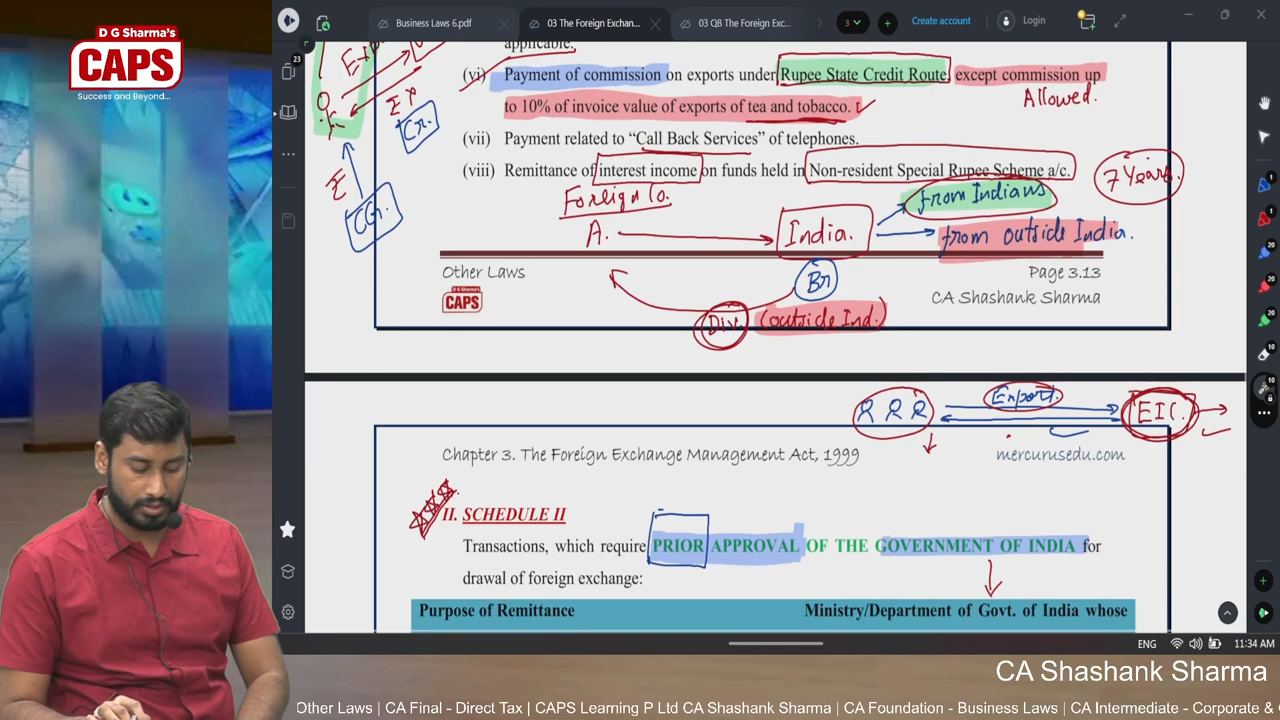 D G Sharma's
CAPS
Success and Beyond...
Business Laws 6.pdf
03 The Foreign Exchan...
03 QB The Foreign Exc...
3
Create account
Login
23
applicable.
(vi) Payment of commission on exports under Rupee State Credit Route, except commission up
to 10% of invoice value of exports of tea and tobacco.
Allowed.
(vii) Payment related to "Call Back Services" of telephones.
(viii) Remittance of interest income on funds held in Non-resident Special Rupee Scheme a/c.
7 Years.
Foreign Co.
from Indians
A.
India.
from outside India.
Cr.
Other Laws
Page 3.13
Br
CAPS
CA Shashank Sharma
Div.
(outside Ind.)
Export.
EIC.
Chapter 3. The Foreign Exchange Management Act, 1999
mercurusedu.com
II. SCHEDULE II
Transactions, which require PRIOR APPROVAL OF THE GOVERNMENT OF INDIA for
drawal of foreign exchange:
Purpose of Remittance
Ministry/Department of Govt. of India whose
20
20
20
10
10
ENG
11:34 AM
CA Shashank Sharma
Other Laws | CA Final - Direct Tax | CAPS Learning P Ltd CA Shashank Sharma | CA Foundation - Business Laws | CA Intermediate - Corporate &